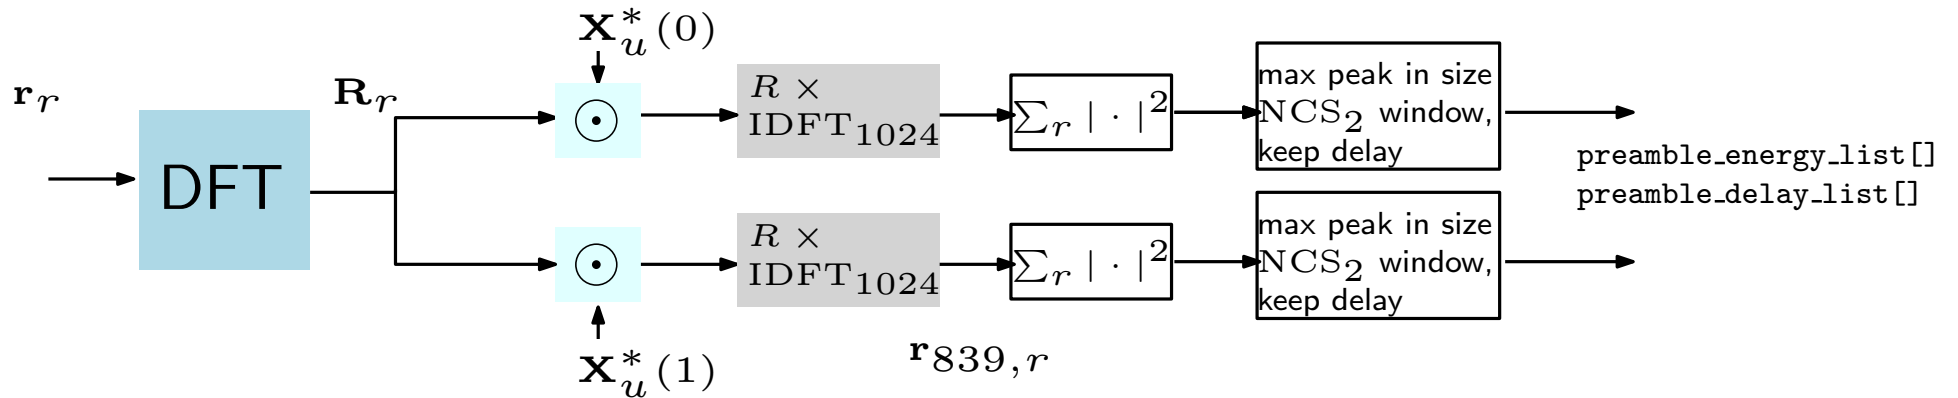 X*ᵤ(0)
rᵣ
Rᵣ
DFT
⊙
R ×
IDFT₁₀₂₄
∑ᵣ | · |²
max peak in size
NCS₂ window,
keep delay
preamble_energy_list[]
preamble_delay_list[]
⊙
R ×
IDFT₁₀₂₄
∑ᵣ | · |²
max peak in size
NCS₂ window,
keep delay
X*ᵤ(1)
r₈₃₉,ᵣ